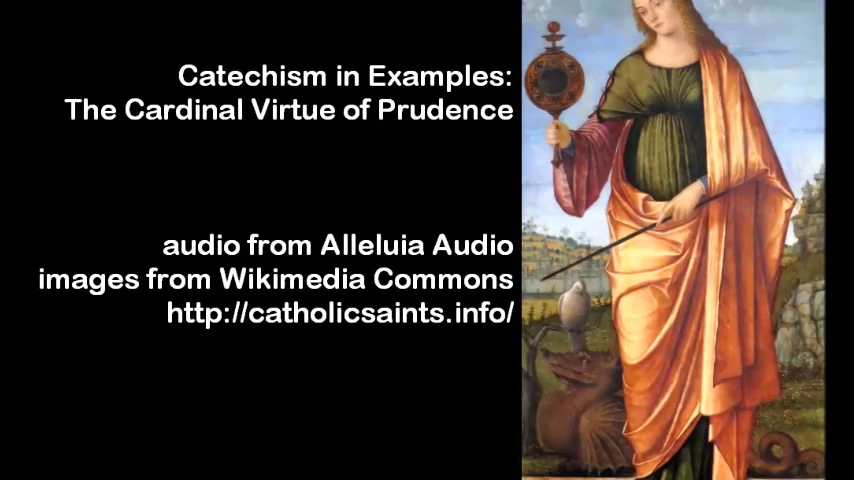 Catechism in Examples:
The Cardinal Virtue of Prudence
audio from Alleluia Audio
images from Wikimedia Commons
http://catholicsaints.info/